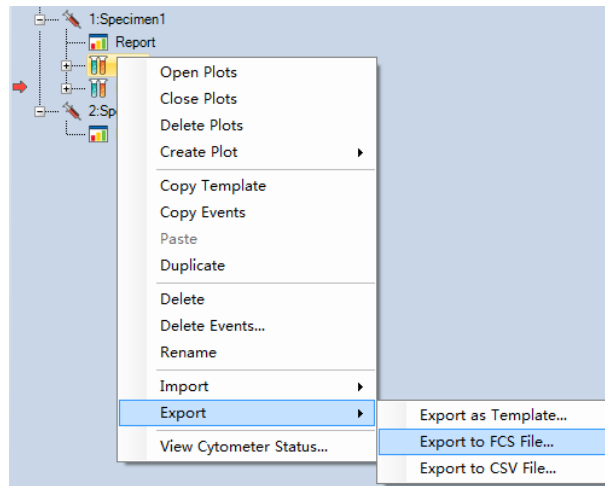 1:Specimen1
Report
Open Plots
Close Plots
2:Sp
Delete Plots
Create Plot
Copy Template
Copy Events
Paste
Duplicate
Delete
Delete Events...
Rename
Import
Export
Export as Template...
View Cytometer Status...
Export to FCS File...
Export to CSV File...